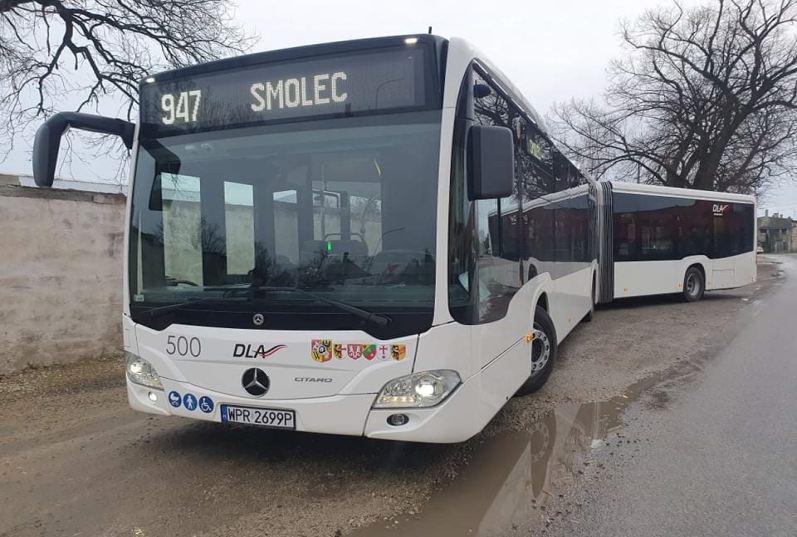 947 SMOLEC
500 DLA
CITARO
WPR 2699P
DLA